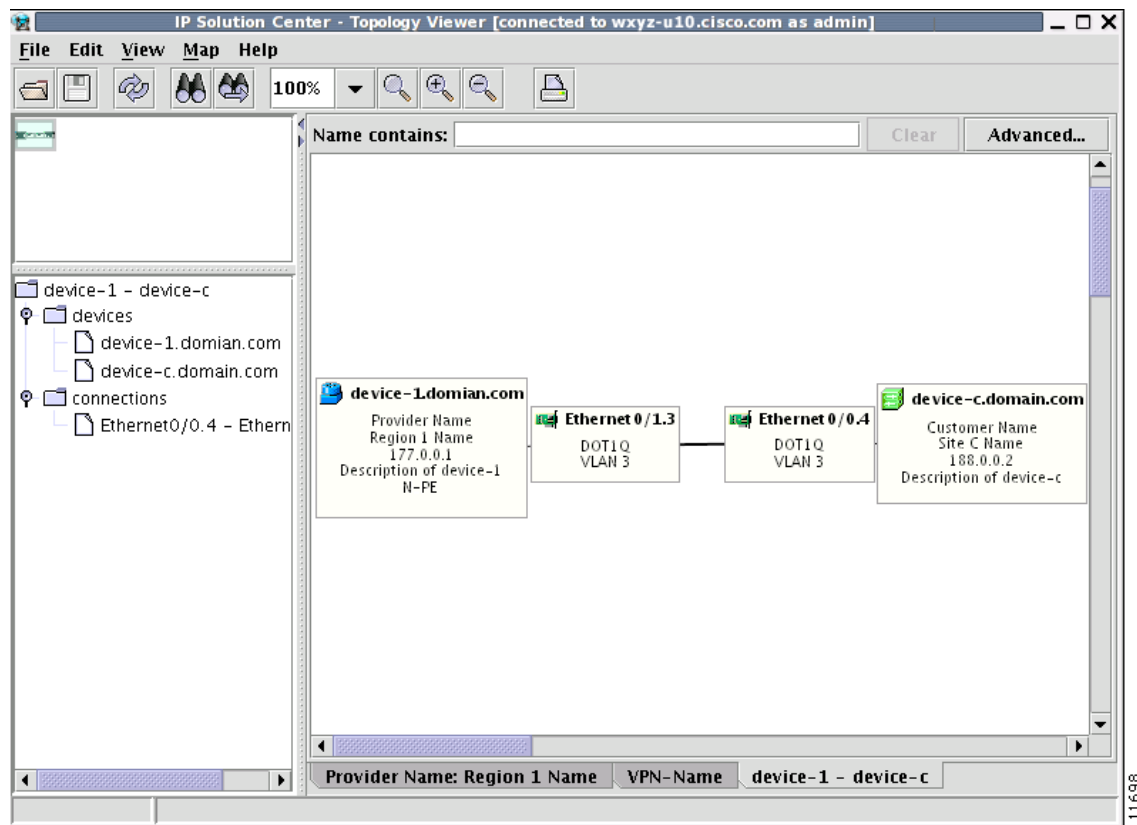 IP Solution Center - Topology Viewer [connected to wxyz-u10.cisco.com as admin]
File Edit View Map Help
100%
Name contains: Clear Advanced...
device-1 - device-c
devices
device-1.domian.com
device-c.domain.com
connections
Ethernet0/0.4 - Ethern
device-1.domian.com
Provider Name
Region 1 Name
177.0.0.1
Description of device-1
N-PE
Ethernet 0/1.3
DOT1Q
VLAN 3
Ethernet 0/0.4
DOT1Q
VLAN 3
device-c.domain.com
Customer Name
Site C Name
188.0.0.2
Description of device-c
Provider Name: Region 1 Name VPN-Name device-1 - device-c
11698